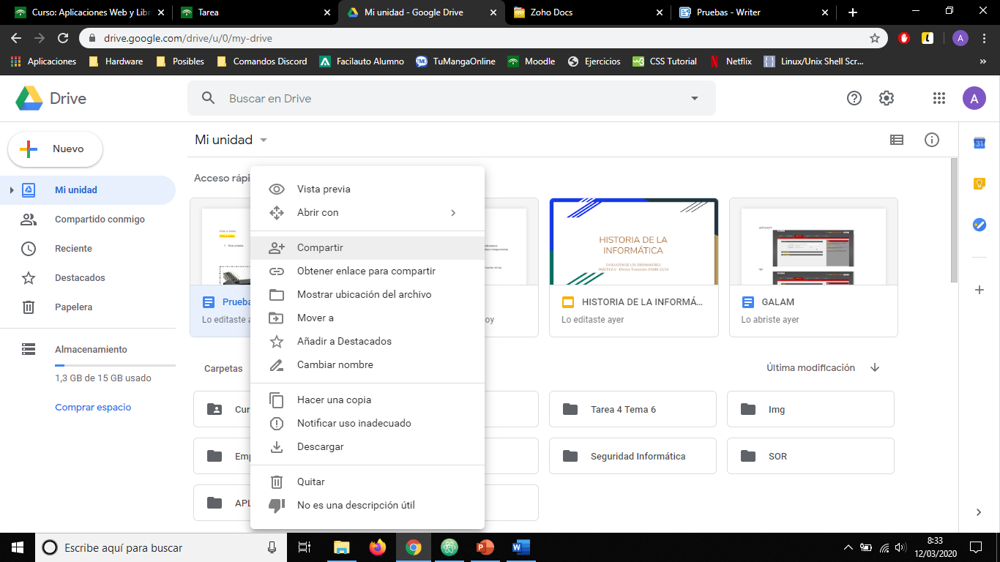 Curso: Aplicaciones Web y Libr
Tarea
Mi unidad - Google Drive
Zoho Docs
Pruebas - Writer
drive.google.com/drive/u/0/my-drive
A
Aplicaciones
Hardware
Posibles
Comandos Discord
Facilauto Alumno
TuMangaOnline
Moodle
Ejercicios
CSS Tutorial
Netflix
Linux/Unix Shell Scr...
Drive
Buscar en Drive
A
Nuevo
Mi unidad
Compartido conmigo
Reciente
Destacados
Papelera
Almacenamiento
1,3 GB de 15 GB usado
Comprar espacio
Mi unidad
Acceso rápi
Vista previa
Abrir con
Compartir
Obtener enlace para compartir
Mostrar ubicación del archivo
Mover a
Añadir a Destacados
Cambiar nombre
Hacer una copia
Notificar uso inadecuado
Descargar
Quitar
No es una descripción útil
HISTORIA DE LA
INFORMÁTICA
Prueba
Lo editaste a
oy
HISTORIA DE LA INFORMÁ...
Lo editaste ayer
GALAM
Lo abriste ayer
Carpetas
Última modificación
Cur
Tarea 4 Tema 6
Img
Emp
Seguridad Informática
SOR
APL
31
Escribe aquí para buscar
8:33
12/03/2020